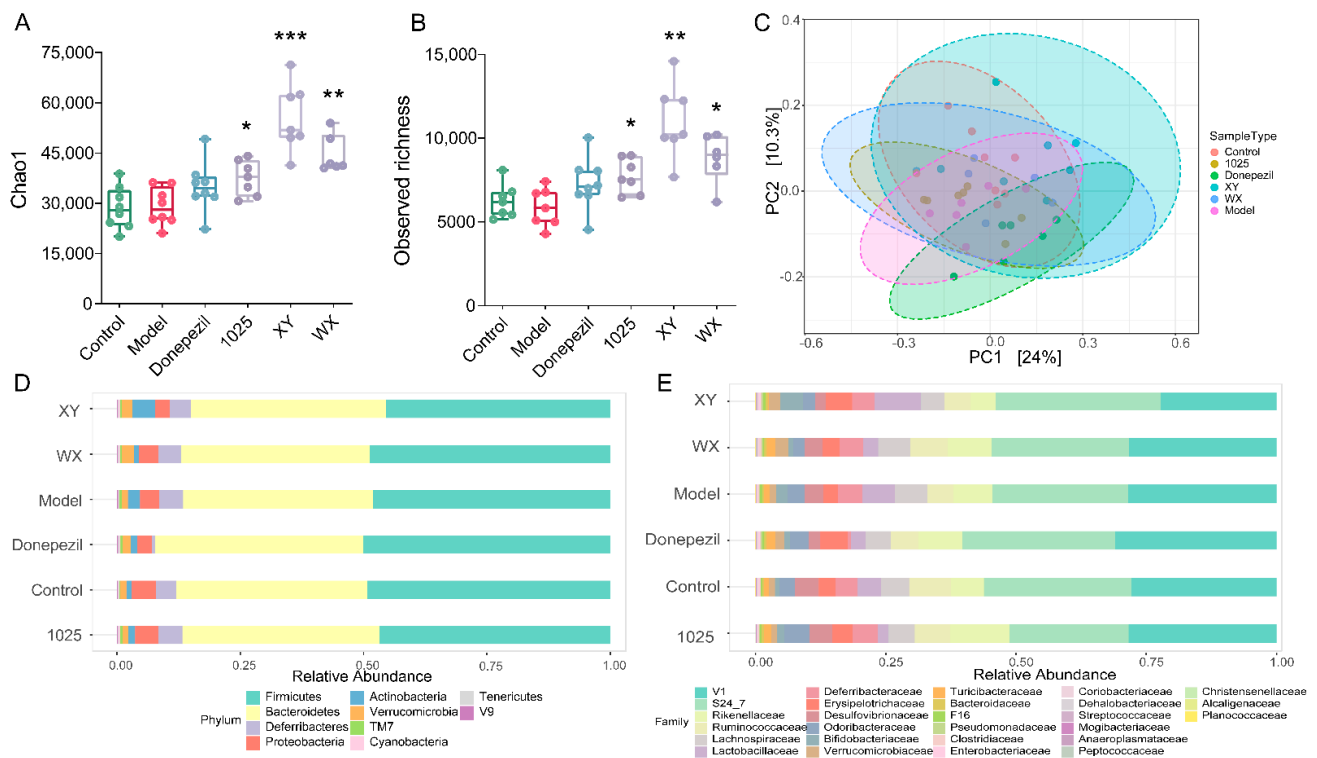 A
Chao1
75,000
60,000
45,000
30,000
15,000
0
*
***
**
Control
Model
Donepezil
1025
XY
WX
B
Observed richness
15,000
10,000
5000
0
*
**
*
Control
Model
Donepezil
1025
XY
WX
C
PC2 [10.3%]
0.4
0.2
0.0
-0.2
-0.6
-0.3
0.0
0.3
0.6
PC1 [24%]
SampleType
Control
1025
Donepezil
XY
WX
Model
D
XY
WX
Model
Donepezil
Control
1025
0.00
0.25
0.50
0.75
1.00
Relative Abundance
Phylum
Firmicutes
Bacteroidetes
Deferribacteres
Proteobacteria
Actinobacteria
Verrucomicrobia
TM7
Cyanobacteria
Tenericutes
V9
E
XY
WX
Model
Donepezil
Control
1025
0.00
0.25
0.50
0.75
1.00
Relative Abundance
Family
V1
S24_7
Rikenellaceae
Ruminococcaceae
Lachnospiraceae
Lactobacillaceae
Deferribacteraceae
Erysipelotrichaceae
Desulfovibrionaceae
Odoribacteraceae
Bifidobacteriaceae
Verrucomicrobiaceae
Turicibacteraceae
Bacteroidaceae
F16
Pseudomonadaceae
Clostridiaceae
Enterobacteriaceae
Coriobacteriaceae
Dehalobacteriaceae
Streptococcaceae
Mogibacteriaceae
Anaeroplasmataceae
Peptococcaceae
Christensenellaceae
Alcaligenaceae
Planococcaceae